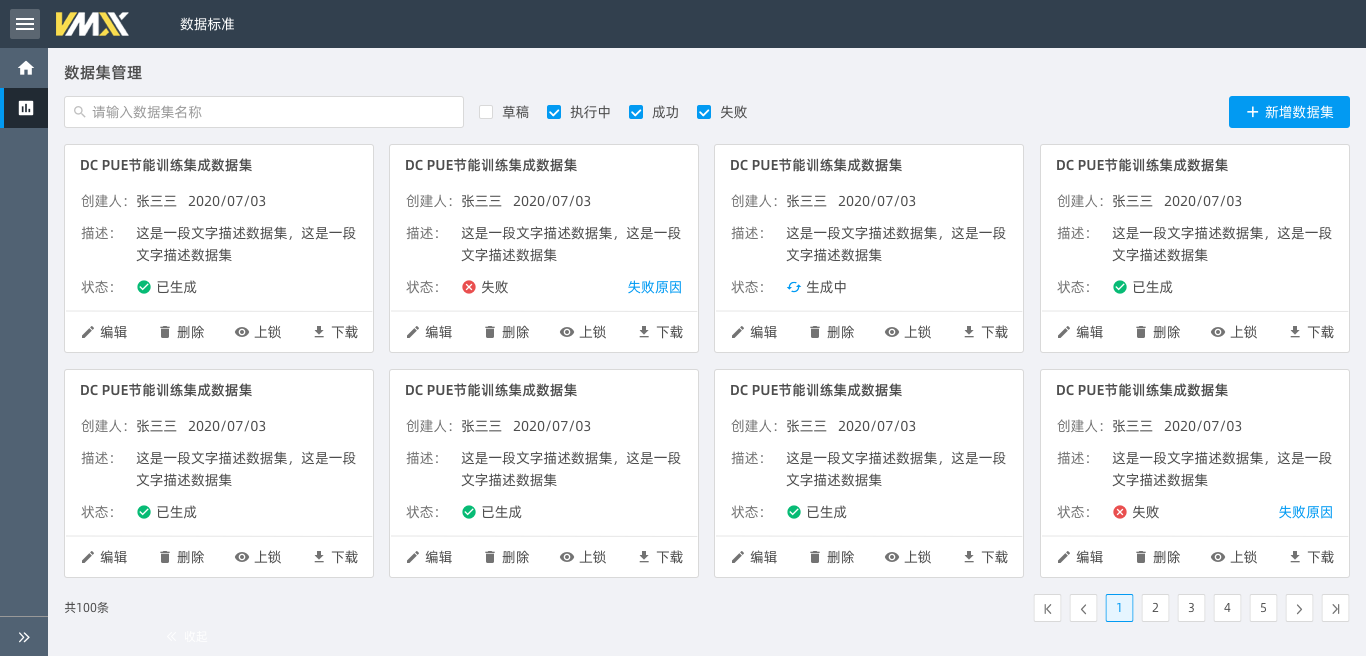 VMX 数据标准
数据集管理
请输入数据集名称 草稿 执行中 成功 失败 新增数据集
DC PUE节能训练集成数据集 DC PUE节能训练集成数据集 DC PUE节能训练集成数据集 DC PUE节能训练集成数据集
创建人：张三三 2020/07/03 创建人：张三三 2020/07/03 创建人：张三三 2020/07/03 创建人：张三三 2020/07/03
描述： 这是一段文字描述数据集，这是一段 描述： 这是一段文字描述数据集，这是一段 描述： 这是一段文字描述数据集，这是一段 描述： 这是一段文字描述数据集，这是一段
文字描述数据集 文字描述数据集 文字描述数据集 文字描述数据集
状态： 已生成 状态： 失败 失败原因 状态： 生成中 状态： 已生成
编辑 删除 上锁 下载 编辑 删除 上锁 下载 编辑 删除 上锁 下载 编辑 删除 上锁 下载
DC PUE节能训练集成数据集 DC PUE节能训练集成数据集 DC PUE节能训练集成数据集 DC PUE节能训练集成数据集
创建人：张三三 2020/07/03 创建人：张三三 2020/07/03 创建人：张三三 2020/07/03 创建人：张三三 2020/07/03
描述： 这是一段文字描述数据集，这是一段 描述： 这是一段文字描述数据集，这是一段 描述： 这是一段文字描述数据集，这是一段 描述： 这是一段文字描述数据集，这是一段
文字描述数据集 文字描述数据集 文字描述数据集 文字描述数据集
状态： 已生成 状态： 已生成 状态： 已生成 状态： 失败 失败原因
编辑 删除 上锁 下载 编辑 删除 上锁 下载 编辑 删除 上锁 下载 编辑 删除 上锁 下载
共100条 1 2 3 4 5
收起